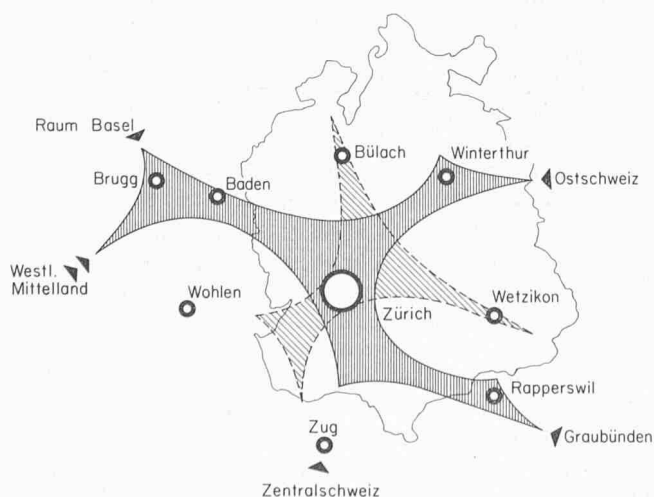 Raum Basel
Bülach
Winterthur
Brugg
Baden
Ostschweiz
Westl.
Mittelland
Wohlen
Zürich
Wetzikon
Rapperswil
Zug
Graubünden
Zentralschweiz